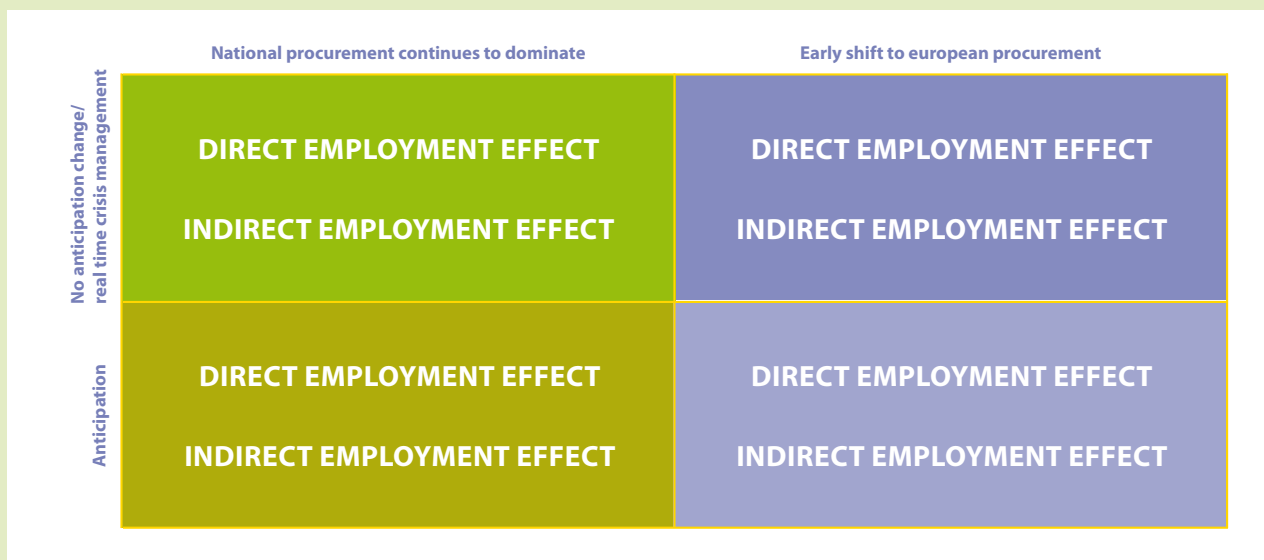 National procurement continues to dominate
Early shift to european procurement
No anticipation change/
real time crisis management
DIRECT EMPLOYMENT EFFECT
INDIRECT EMPLOYMENT EFFECT
DIRECT EMPLOYMENT EFFECT
INDIRECT EMPLOYMENT EFFECT
Anticipation
DIRECT EMPLOYMENT EFFECT
INDIRECT EMPLOYMENT EFFECT
DIRECT EMPLOYMENT EFFECT
INDIRECT EMPLOYMENT EFFECT